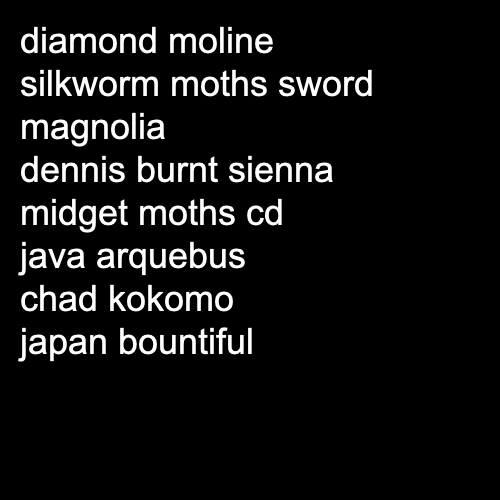 diamond moline
silkworm moths sword
magnolia
dennis burnt sienna
midget moths cd
java arquebus
chad kokomo
japan bountiful